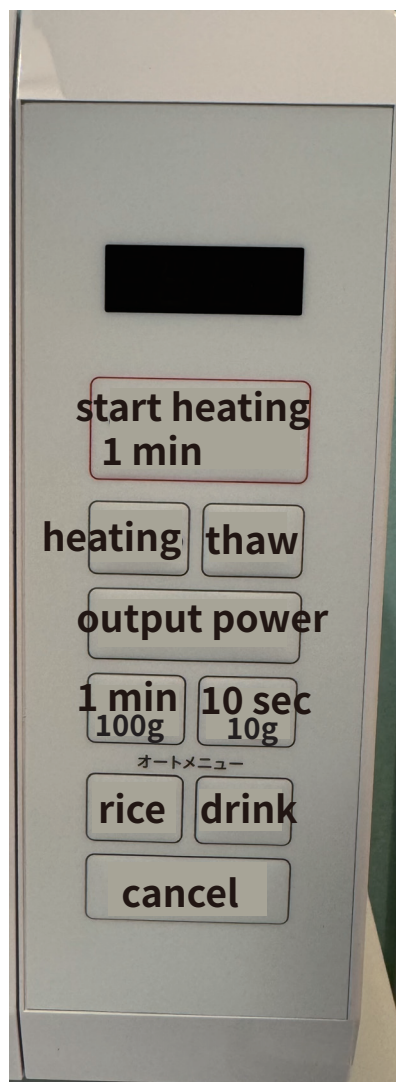 start heating
1 min
heating
thaw
output power
1 min
100g
10 sec
10g
オートメニュー
rice
drink
cancel